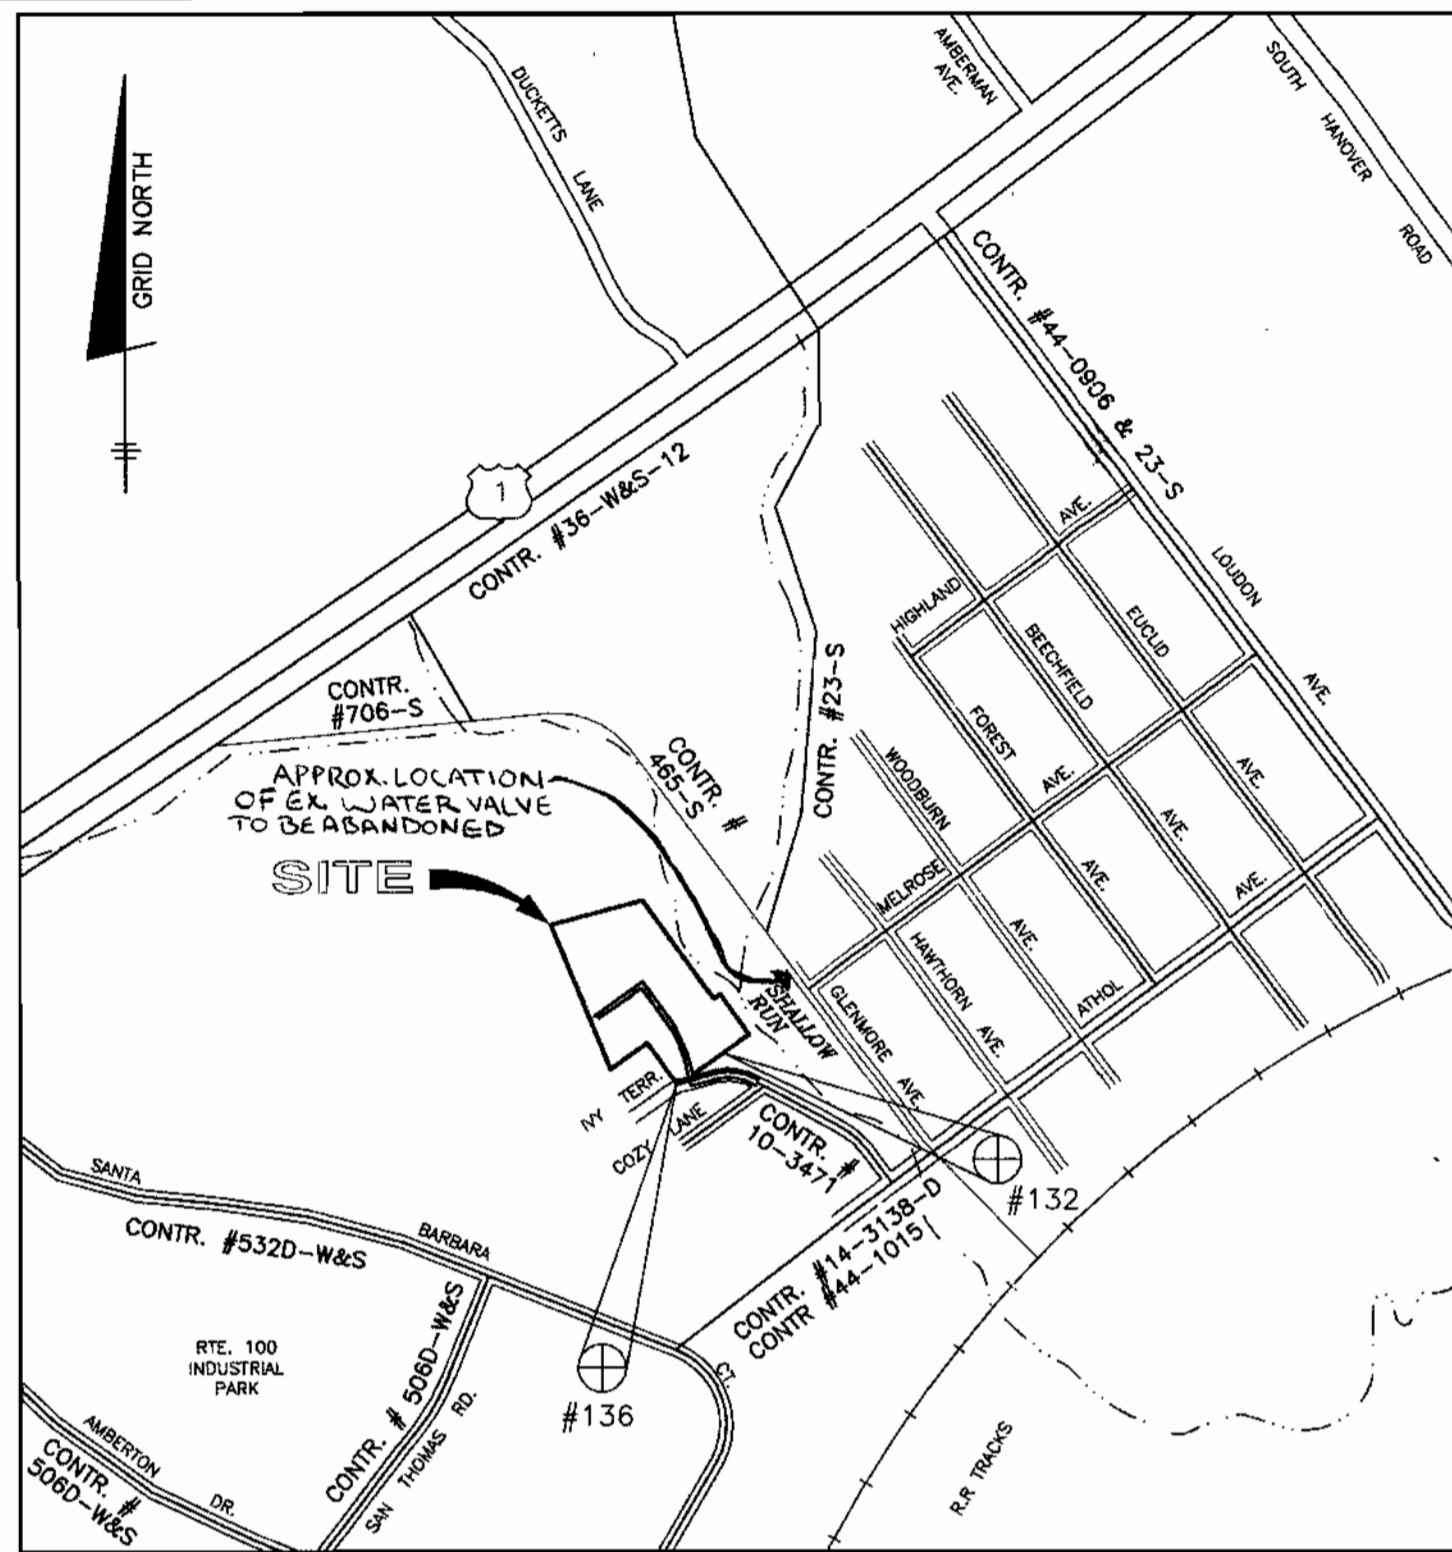 AMBERMAN
AVE.
SOUTH HANOVER ROAD
DUCKETTS LANE
GRID NORTH
CONTR. #44-0906 & 23-S
1
CONTR. #36-W&S-12
HIGHLAND AVE.
LOUDON AVE.
EUCLID AVE.
BEECHFIELD AVE.
FOREST AVE.
WOODBURN AVE.
CONTR. #23-S
CONTR.
#706-S
CONTR. #
465-S
APPROX. LOCATION
OF EX. WATER VALVE
TO BE ABANDONED
SITE
MELROSE AVE.
HAWTHORN AVE.
GLENMORE AVE.
ATHOL AVE.
SHALLOW
RUN
IVY TERR.
COZY LANE
CONTR. #
10-3471
#132
CONTR. #14-3138-D
CONTR #44-1015
SANTA BARBARA CT.
CONTR. #532D-W&S
CONTR. # 506D-W&S
RTE. 100
INDUSTRIAL
PARK
#136
SAN THOMAS RD.
AMBERTON DR.
CONTR. #
506D-W&S
R.R TRACKS